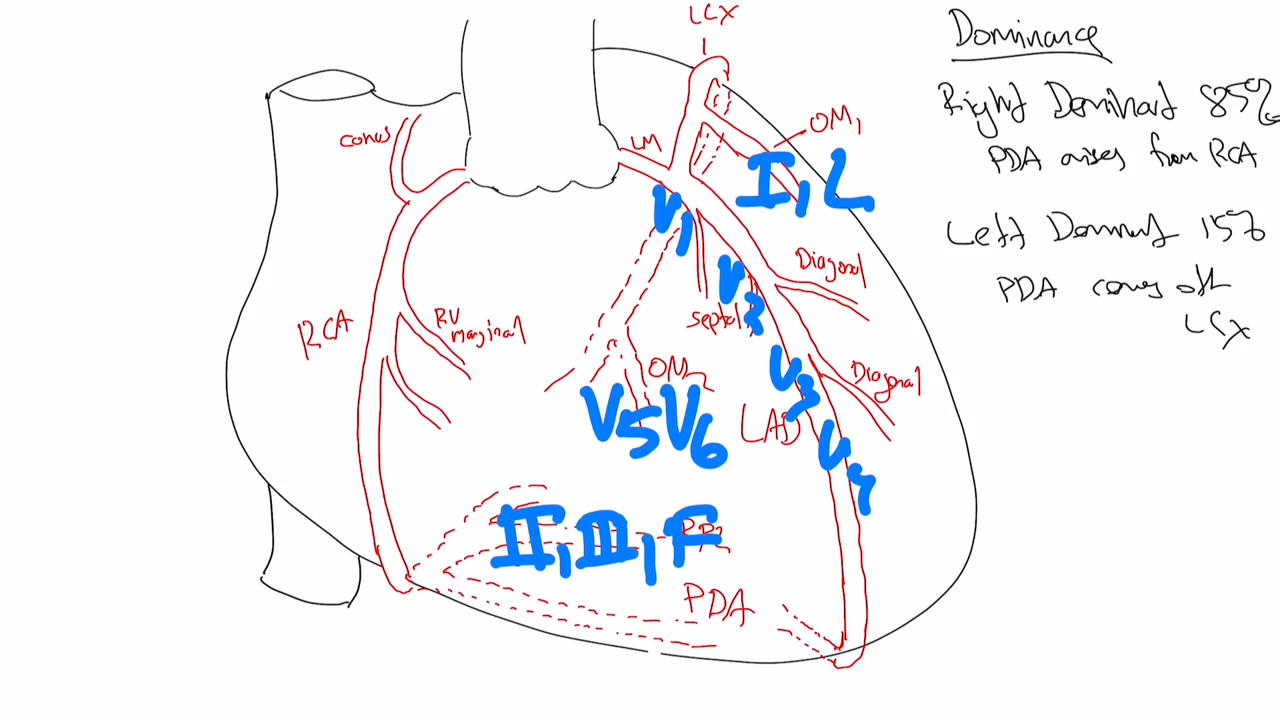 LCX
Dominance
conus
LM
OM1
Right Dominant 85%
PDA arises from RCA
I, L
V1
Left Dominant 15%
Diagonal
V2
PDA comes off
LCX
RCA
RV
marginal
septal
V3
OM2
Diagonal
V5 V6
LAD
V4
II, III, F
PDA